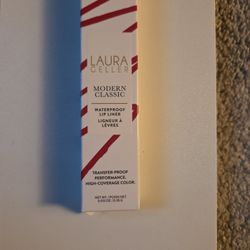 LAURA
GELLER
MODERN
CLASSIC
WATERPROOF
LIP LINER
LIGNEUR À
LÈVRES
TRANSFER-PROOF
PERFORMANCE.
HIGH-COVERAGE COLOR.